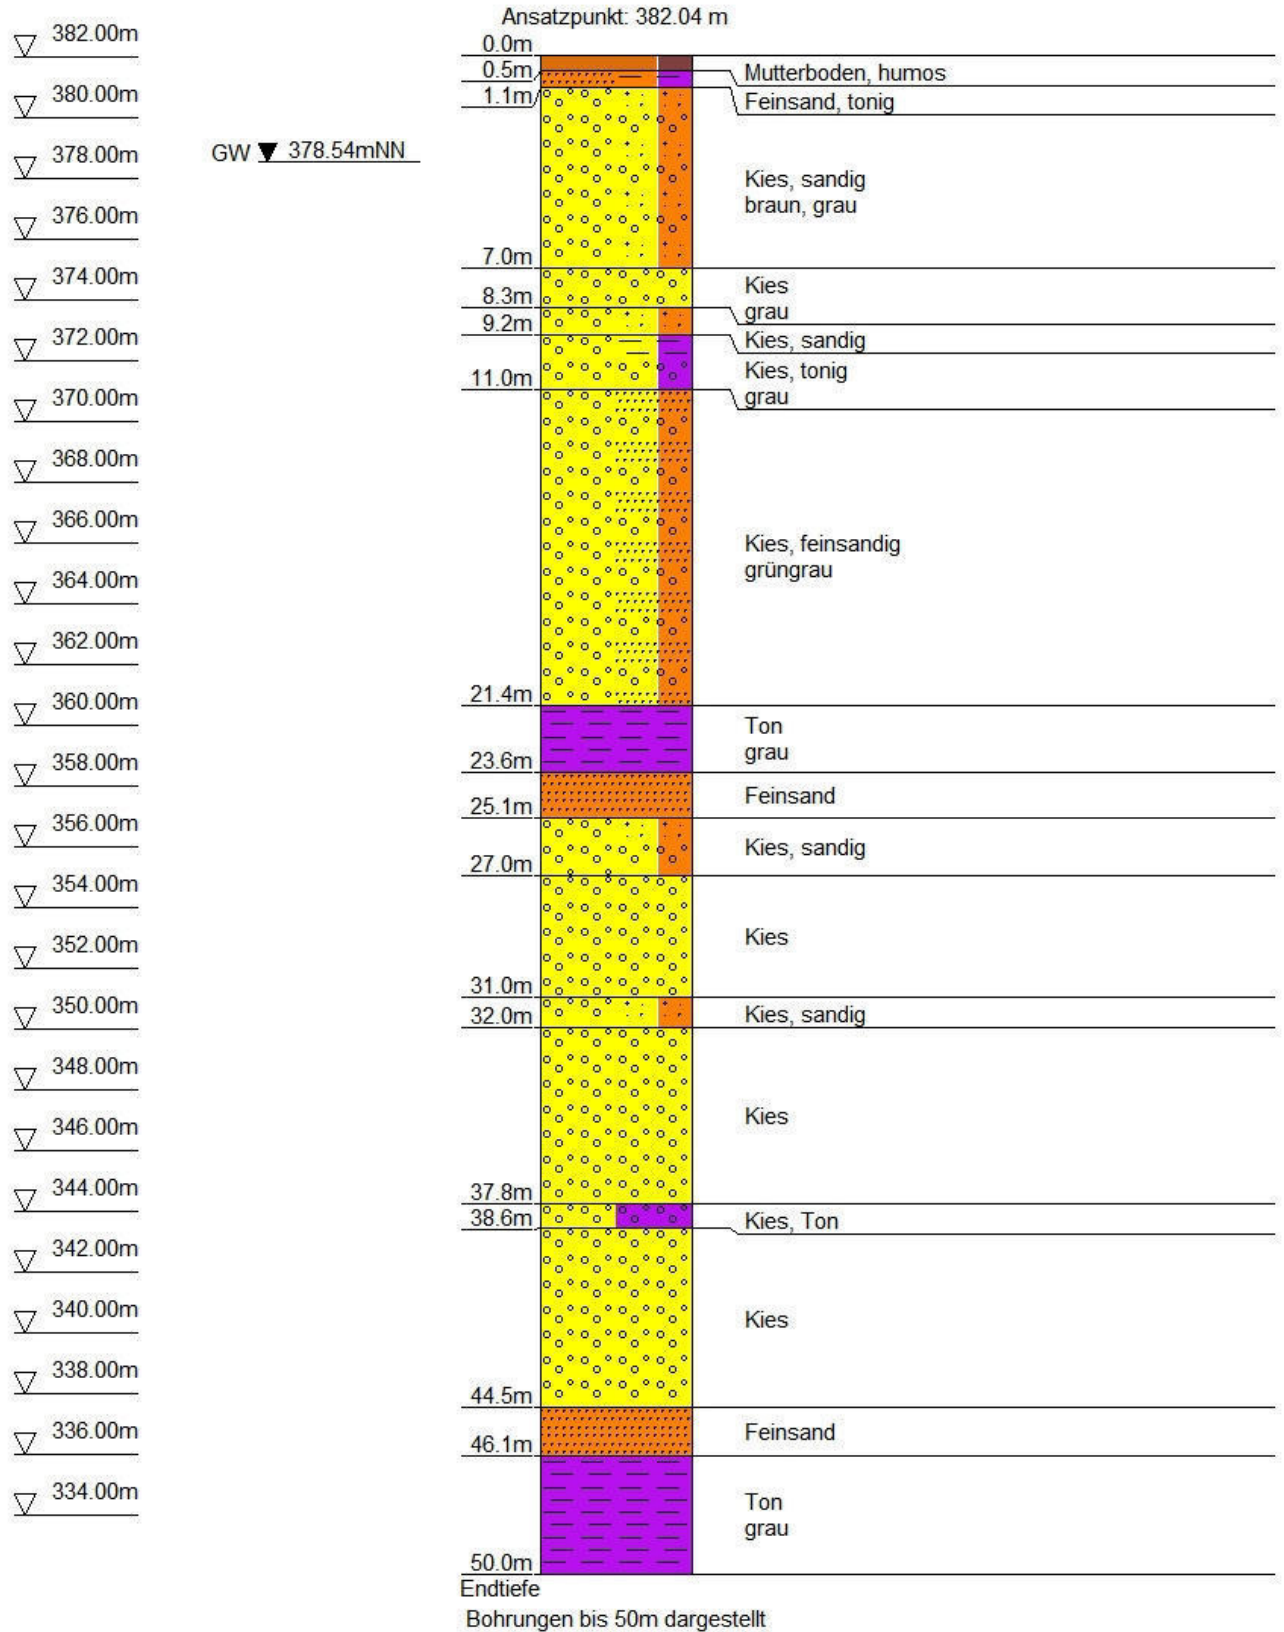 Ansatzpunkt: 382.04 m
382.00m
0.0m
0.5m
Mutterboden, humos
380.00m
1.1m
Feinsand, tonig
378.00m
GW 378.54mNN
Kies, sandig
braun, grau
376.00m
7.0m
374.00m
Kies
grau
8.3m
9.2m
372.00m
Kies, sandig
Kies, tonig
grau
11.0m
370.00m
368.00m
366.00m
Kies, feinsandig
grüngrau
364.00m
362.00m
21.4m
360.00m
Ton
grau
23.6m
358.00m
Feinsand
25.1m
356.00m
Kies, sandig
27.0m
354.00m
Kies
352.00m
31.0m
350.00m
Kies, sandig
32.0m
348.00m
Kies
346.00m
37.8m
344.00m
38.6m
Kies, Ton
342.00m
340.00m
Kies
338.00m
44.5m
336.00m
Feinsand
46.1m
334.00m
Ton
grau
50.0m
Endtiefe
Bohrungen bis 50m dargestellt